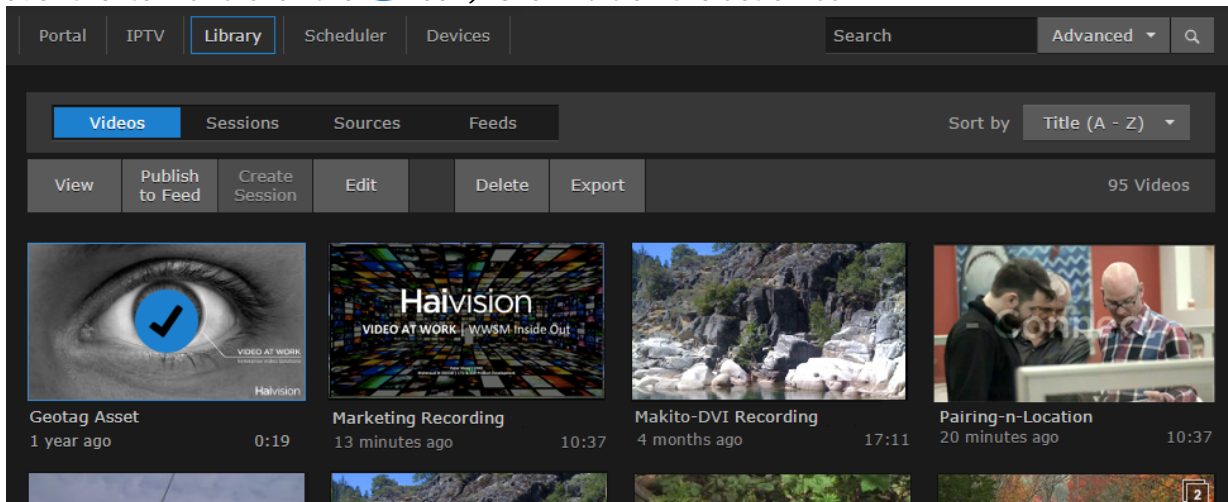 Portal IPTV Library Scheduler Devices Search Advanced
Videos Sessions Sources Feeds Sort by Title (A - Z)
View Publish to Feed Create Session Edit Delete Export 95 Videos
VIDEO AT WORK
Haivision
Haivision
VIDEO AT WORK | WWSM Inside Out
Connec
Geotag Asset
1 year ago 0:19
Marketing Recording
13 minutes ago 10:37
Makito-DVI Recording
4 months ago 17:11
Pairing-n-Location
20 minutes ago 10:37
2